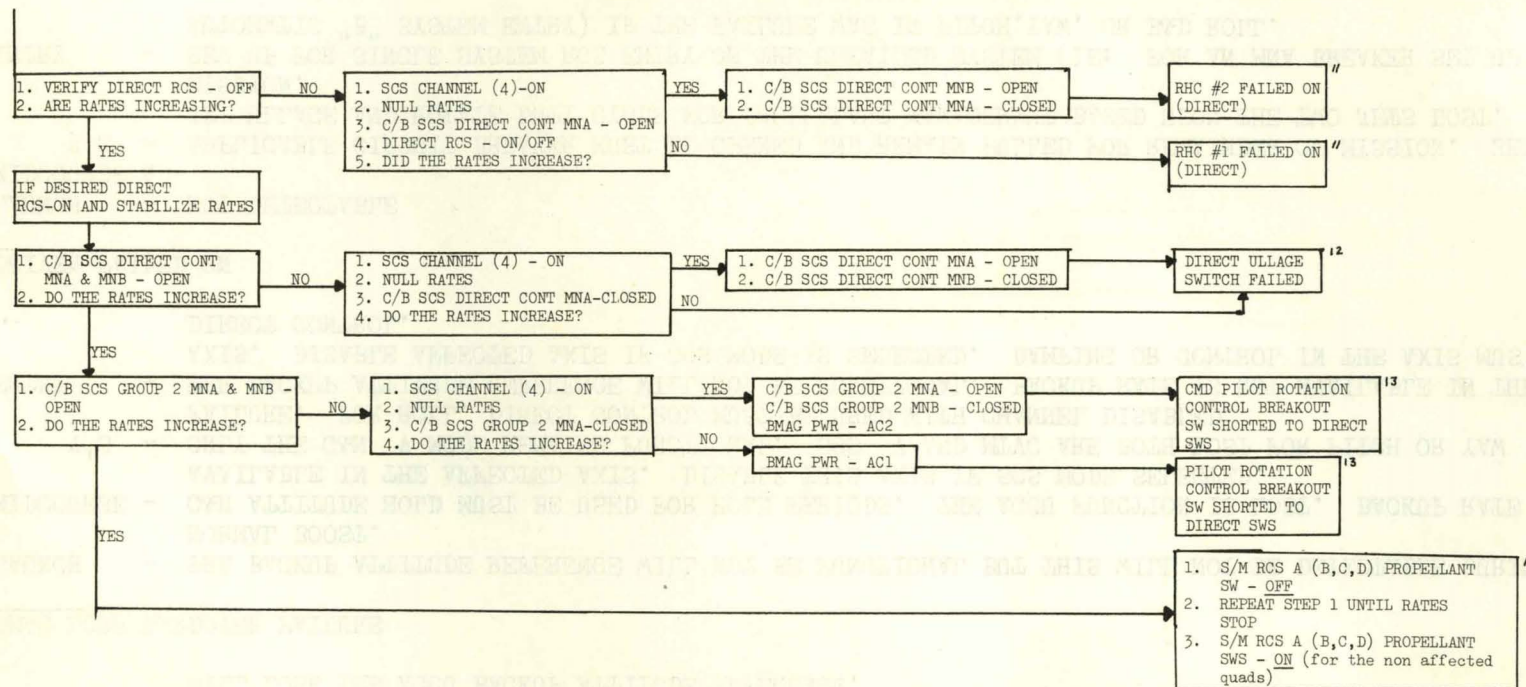 1. VERIFY DIRECT RCS - OFF
2. ARE RATES INCREASING?
NO
1. SCS CHANNEL (4)-ON
2. NULL RATES
3. C/B SCS DIRECT CONT MNA - OPEN
4. DIRECT RCS - ON/OFF
5. DID THE RATES INCREASE?
YES
1. C/B SCS DIRECT CONT MNB - OPEN
2. C/B SCS DIRECT CONT MNA - CLOSED
RHC #2 FAILED ON
(DIRECT)
11
NO
RHC #1 FAILED ON
(DIRECT)
11
YES
IF DESIRED DIRECT
RCS-ON AND STABILIZE RATES
1. C/B SCS DIRECT CONT
MNA & MNB - OPEN
2. DO THE RATES INCREASE?
NO
1. SCS CHANNEL (4) - ON
2. NULL RATES
3. C/B SCS DIRECT CONT MNA-CLOSED
4. DO THE RATES INCREASE?
YES
1. C/B SCS DIRECT CONT MNA - OPEN
2. C/B SCS DIRECT CONT MNB - CLOSED
DIRECT ULLAGE
SWITCH FAILED
12
NO
YES
1. C/B SCS GROUP 2 MNA & MNB -
OPEN
2. DO THE RATES INCREASE?
NO
1. SCS CHANNEL (4) - ON
2. NULL RATES
3. C/B SCS GROUP 2 MNA-CLOSED
4. DO THE RATES INCREASE?
YES
C/B SCS GROUP 2 MNA - OPEN
C/B SCS GROUP 2 MNB - CLOSED
BMAG PWR - AC2
CMD PILOT ROTATION
CONTROL BREAKOUT
SW SHORTED TO DIRECT
SWS
13
NO
BMAG PWR - AC1
PILOT ROTATION
CONTROL BREAKOUT
SW SHORTED TO
DIRECT SWS
13
YES
1. S/M RCS A (B,C,D) PROPELLANT
SW - OFF
2. REPEAT STEP 1 UNTIL RATES
STOP
3. S/M RCS A (B,C,D) PROPELLANT
SWS - ON (for the non affected
quads)